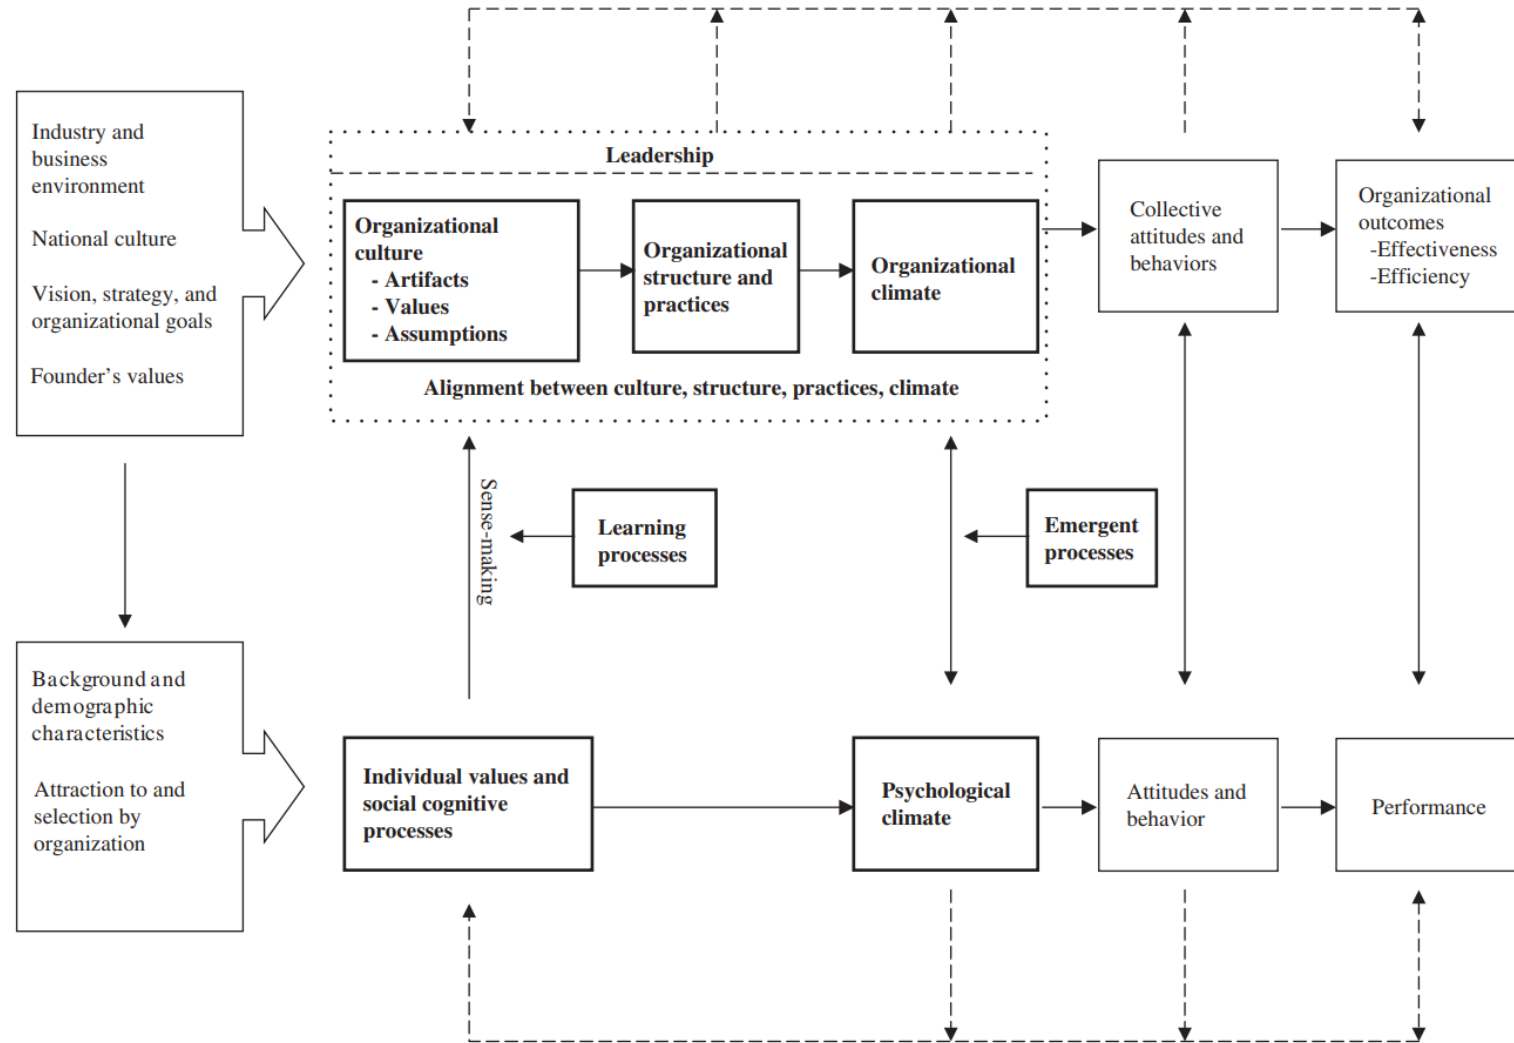 Industry and
business
environment
National culture
Vision, strategy, and
organizational goals
Founder's values
Leadership
Organizational
culture
- Artifacts
- Values
- Assumptions
Organizational
structure and
practices
Organizational
climate
Alignment between culture, structure, practices, climate
Collective
attitudes and
behaviors
Organizational
outcomes
-Effectiveness
-Efficiency
Sense-making
Learning
processes
Emergent
processes
Background and
demographic
characteristics
Attraction to and
selection by
organization
Individual values and
social cognitive
processes
Psychological
climate
Attitudes and
behavior
Performance